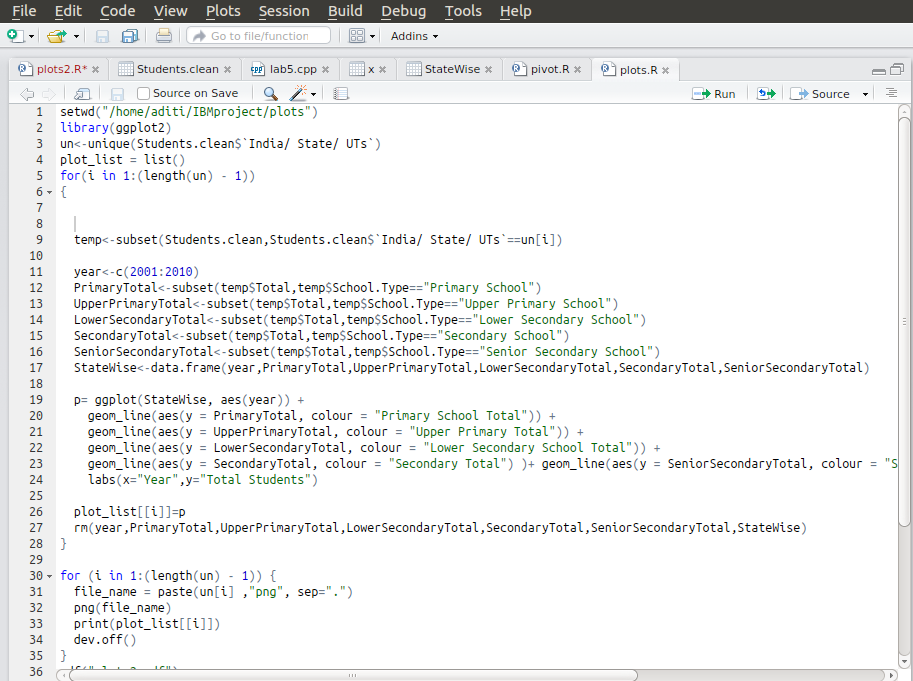 File Edit Code View Plots Session Build Debug Tools Help
Go to file/function Addins
plots2.R* × Students.clean × lab5.cpp × x × StateWise × pivot.R × plots.R ×
Source on Save Run Source
1 setwd("/home/aditi/IBMproject/plots")
2 library(ggplot2)
3 un<-unique(Students.clean$`India/ State/ UTs`)
4 plot_list = list()
5 for(i in 1:(length(un) - 1))
6 {
7
8
9 temp<-subset(Students.clean,Students.clean$`India/ State/ UTs`==un[i])
10
11 year<-c(2001:2010)
12 PrimaryTotal<-subset(temp$Total,temp$School.Type=="Primary School")
13 UpperPrimaryTotal<-subset(temp$Total,temp$School.Type=="Upper Primary School")
14 LowerSecondaryTotal<-subset(temp$Total,temp$School.Type=="Lower Secondary School")
15 SecondaryTotal<-subset(temp$Total,temp$School.Type=="Secondary School")
16 SeniorSecondaryTotal<-subset(temp$Total,temp$School.Type=="Senior Secondary School")
17 StateWise<-data.frame(year,PrimaryTotal,UpperPrimaryTotal,LowerSecondaryTotal,SecondaryTotal,SeniorSecondaryTotal)
18
19 p= ggplot(StateWise, aes(year)) +
20 geom_line(aes(y = PrimaryTotal, colour = "Primary School Total")) +
21 geom_line(aes(y = UpperPrimaryTotal, colour = "Upper Primary Total")) +
22 geom_line(aes(y = LowerSecondaryTotal, colour = "Lower Secondary School Total")) +
23 geom_line(aes(y = SecondaryTotal, colour = "Secondary Total") )+ geom_line(aes(y = SeniorSecondaryTotal, colour = "S
24 labs(x="Year",y="Total Students")
25
26 plot_list[[i]]=p
27 rm(year,PrimaryTotal,UpperPrimaryTotal,LowerSecondaryTotal,SecondaryTotal,SeniorSecondaryTotal,StateWise)
28 }
29
30 for (i in 1:(length(un) - 1)) {
31 file_name = paste(un[i] ,"png", sep=".")
32 png(file_name)
33 print(plot_list[[i]])
34 dev.off()
35 }
36